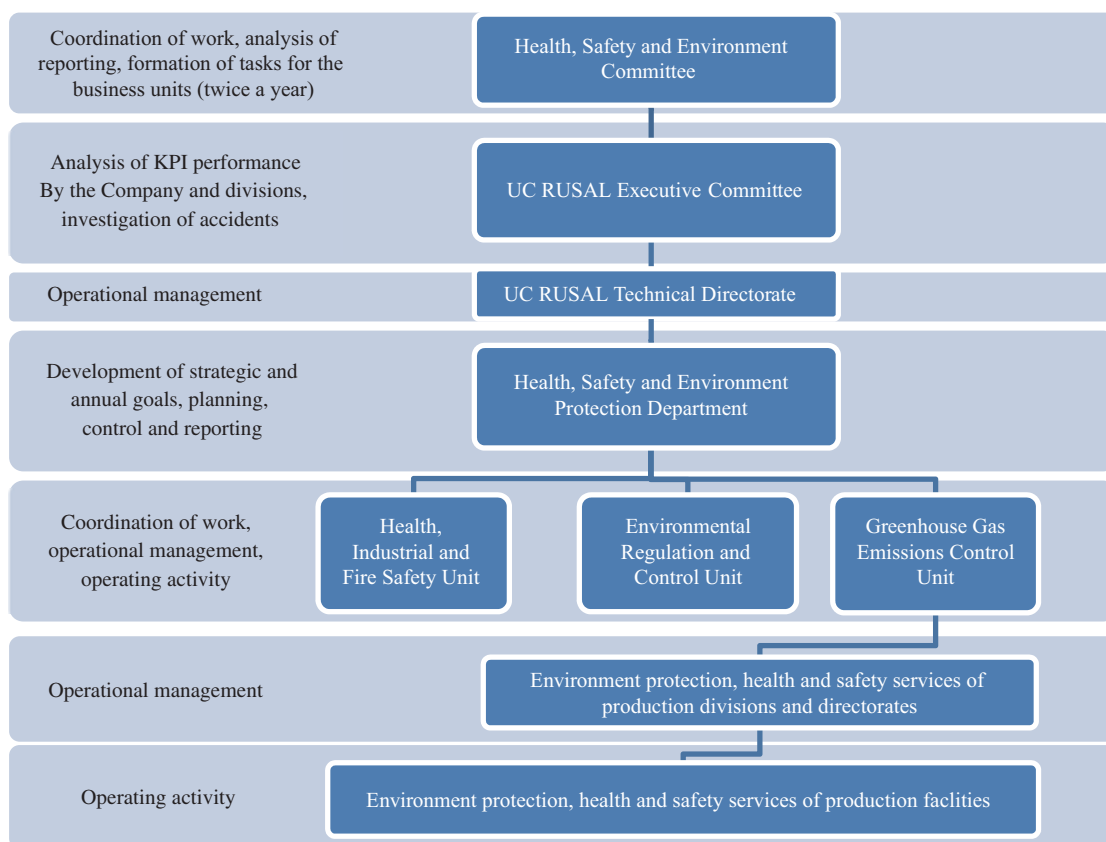 Coordination of work, analysis of
reporting, formation of tasks for the
business units (twice a year)
Health, Safety and Environment
Committee
Analysis of KPI performance
By the Company and divisions,
investigation of accidents
UC RUSAL Executive Committee
Operational management
UC RUSAL Technical Directorate
Development of strategic and
annual goals, planning,
control and reporting
Health, Safety and Environment
Protection Department
Coordination of work,
operational management,
operating activity
Health,
Industrial and
Fire Safety Unit
Environmental
Regulation and
Control Unit
Greenhouse Gas
Emissions Control
Unit
Operational management
Environment protection, health and safety services of
production divisions and directorates
Operating activity
Environment protection, health and safety services of production faclities